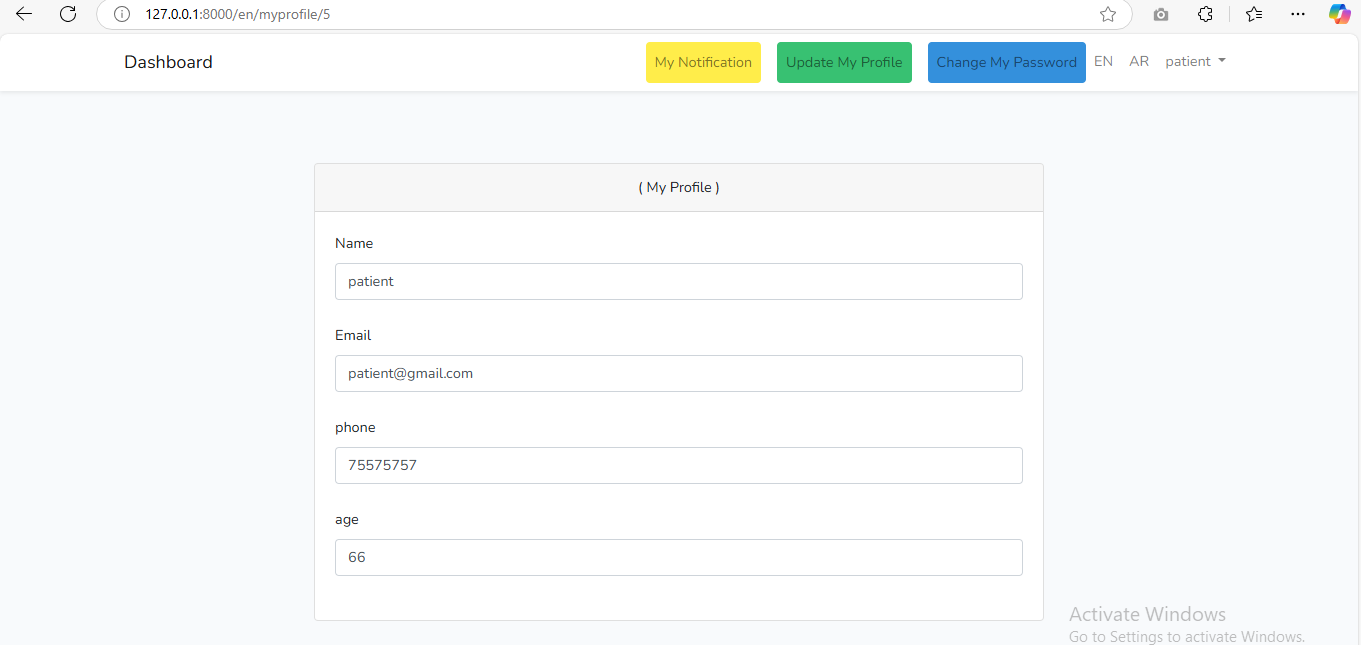 127.0.0.1:8000/en/myprofile/5
Dashboard My Notification Update My Profile Change My Password EN AR patient
( My Profile )
Name
patient
Email
patient@gmail.com
phone
75575757
age
66
Activate Windows
Go to Settings to activate Windows.